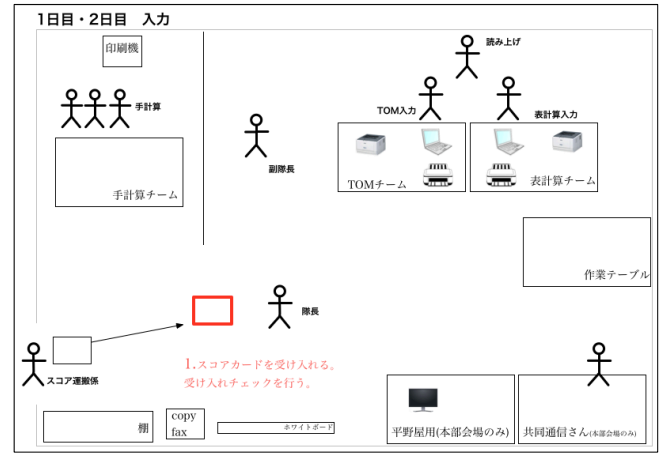 1日目・2日目　入力
印刷機
読み上げ
手計算
TOM入力
表計算入力
副隊長
手計算チーム
TOMチーム
表計算チーム
作業テーブル
隊長
1.スコアカードを受け入れる。
受け入れチェックを行う。
スコア運搬係
棚
copy
fax
ホワイトボード
平野屋用(本部会場のみ)
共同通信さん(本部会場のみ)